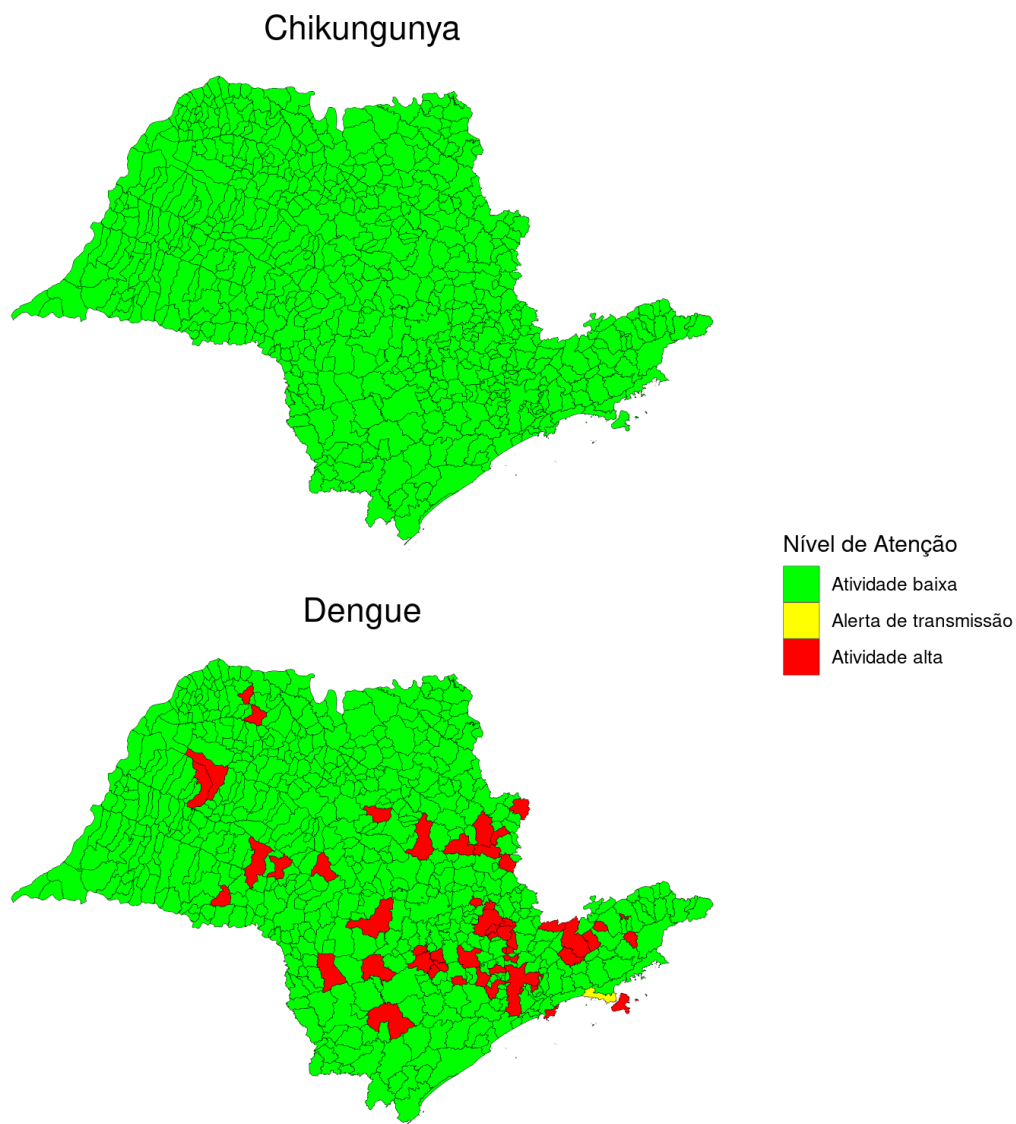 Chikungunya
Nível de Atenção
Atividade baixa
Alerta de transmissão
Atividade alta
Dengue